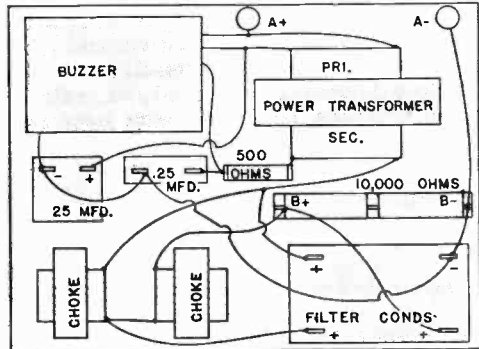 A+
A-
BUZZER
PRI.
POWER TRANSFORMER
SEC.
500
OHMS
- +
25 MFD.
.25
MFD.
10,000 OHMS
B+
B-
+
-
CHOKE
CHOKE
FILTER CONDS.
+
+